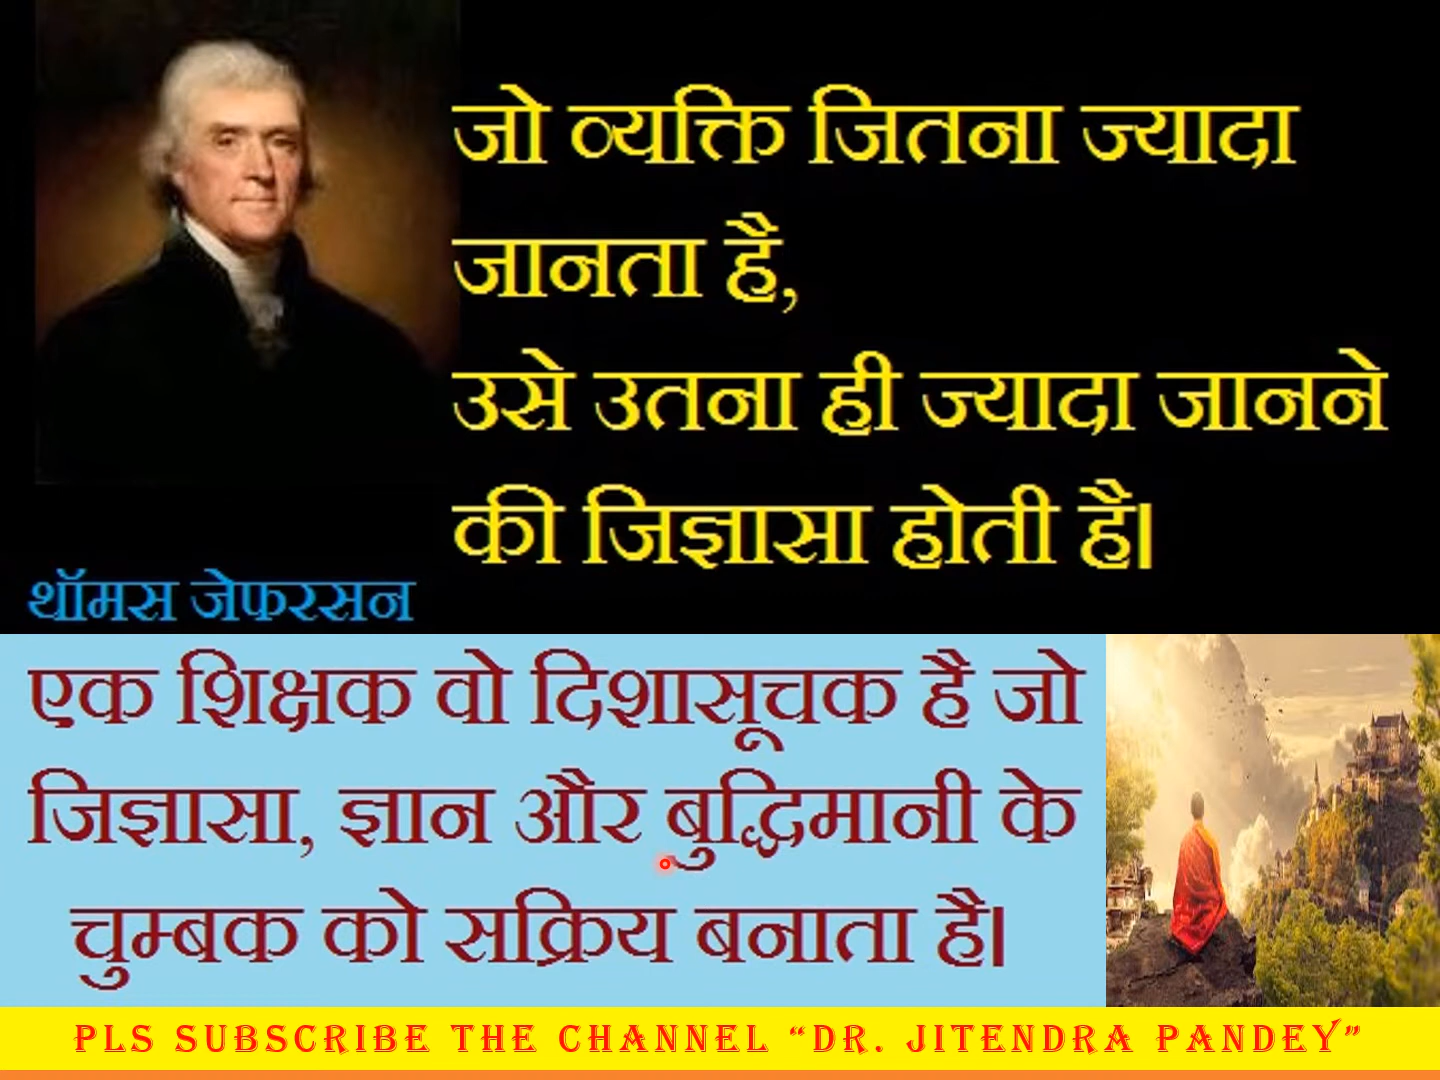 जो व्यक्ति जितना ज्यादा
जानता है,
उसे उतना ही ज्यादा जानने
की जिज्ञासा होती है।
थॉमस जेफरसन
एक शिक्षक वो दिशासूचक है जो
जिज्ञासा, ज्ञान और बुद्धिमानी के
चुम्बक को सक्रिय बनाता है।
PLS SUBSCRIBE THE CHANNEL “DR. JITENDRA PANDEY”